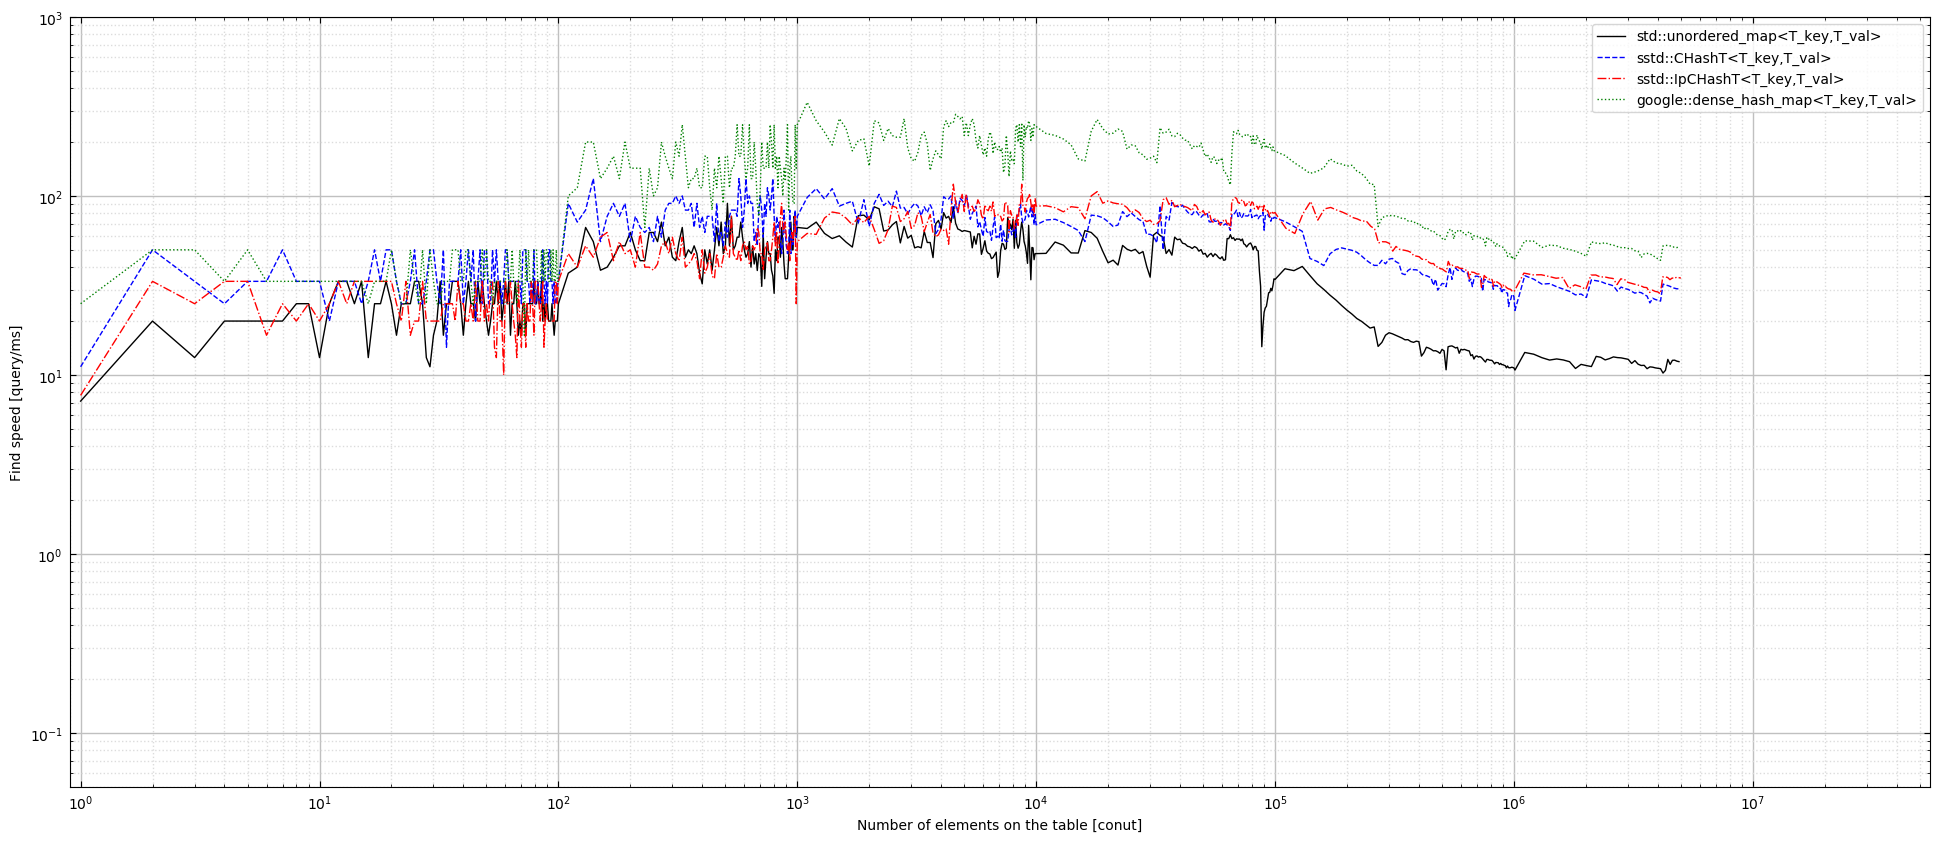 std::unordered_map<T_key,T_val>
sstd::CHashT<T_key,T_val>
sstd::IpCHashT<T_key,T_val>
google::dense_hash_map<T_key,T_val>
Find speed [query/ms]
10³
10²
10¹
10⁰
10⁻¹
10⁰ 10¹ 10² 10³ 10⁴ 10⁵ 10⁶ 10⁷
Number of elements on the table [conut]